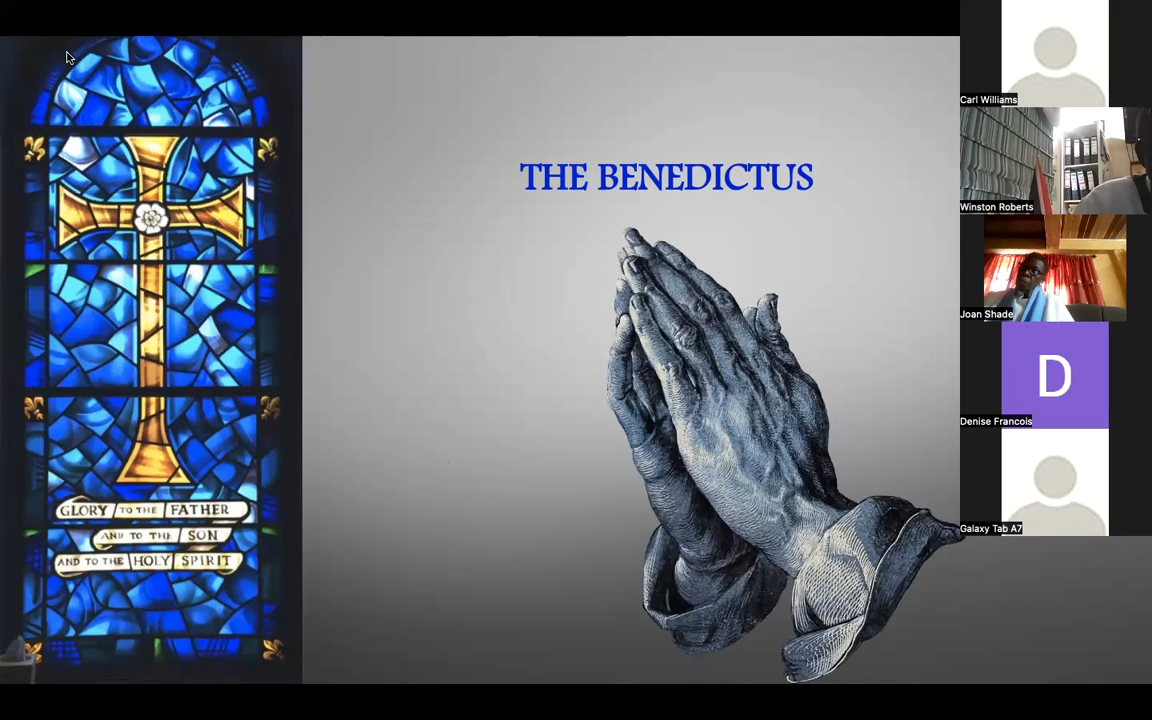 THE BENEDICTUS
GLORY TO THE FATHER
AND TO THE SON
AND TO THE HOLY SPIRIT
Carl Williams
Winston Roberts
Joan Shade
D
Denise Francois
Galaxy Tab A7